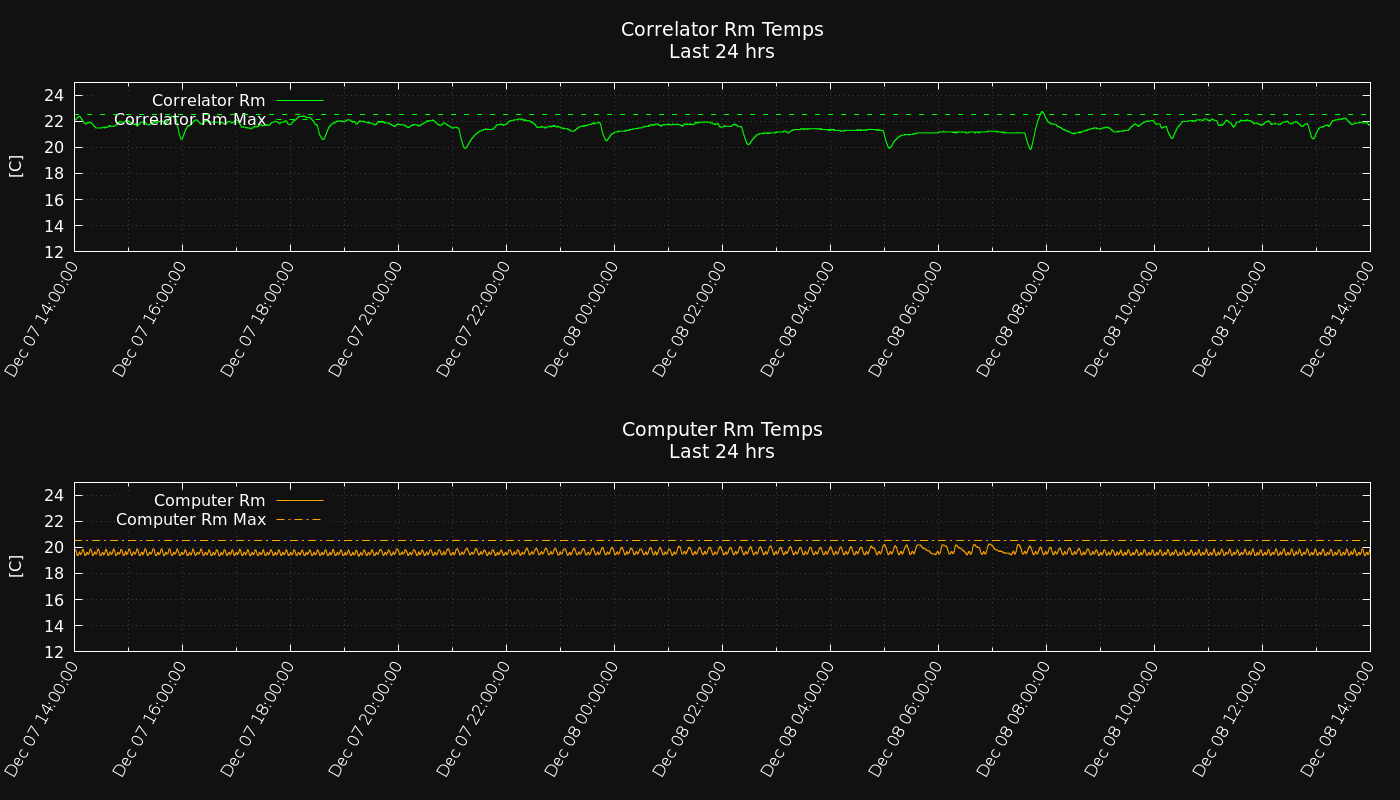 Correlator Rm Temps
Last 24 hrs
Correlator Rm
Correlator Rm Max
[C]
24
22
20
18
16
14
12
Dec 07 14:00:00
Dec 07 16:00:00
Dec 07 18:00:00
Dec 07 20:00:00
Dec 07 22:00:00
Dec 08 00:00:00
Dec 08 02:00:00
Dec 08 04:00:00
Dec 08 06:00:00
Dec 08 08:00:00
Dec 08 10:00:00
Dec 08 12:00:00
Dec 08 14:00:00
Computer Rm Temps
Last 24 hrs
Computer Rm
Computer Rm Max
[C]
24
22
20
18
16
14
12
Dec 07 14:00:00
Dec 07 16:00:00
Dec 07 18:00:00
Dec 07 20:00:00
Dec 07 22:00:00
Dec 08 00:00:00
Dec 08 02:00:00
Dec 08 04:00:00
Dec 08 06:00:00
Dec 08 08:00:00
Dec 08 10:00:00
Dec 08 12:00:00
Dec 08 14:00:00